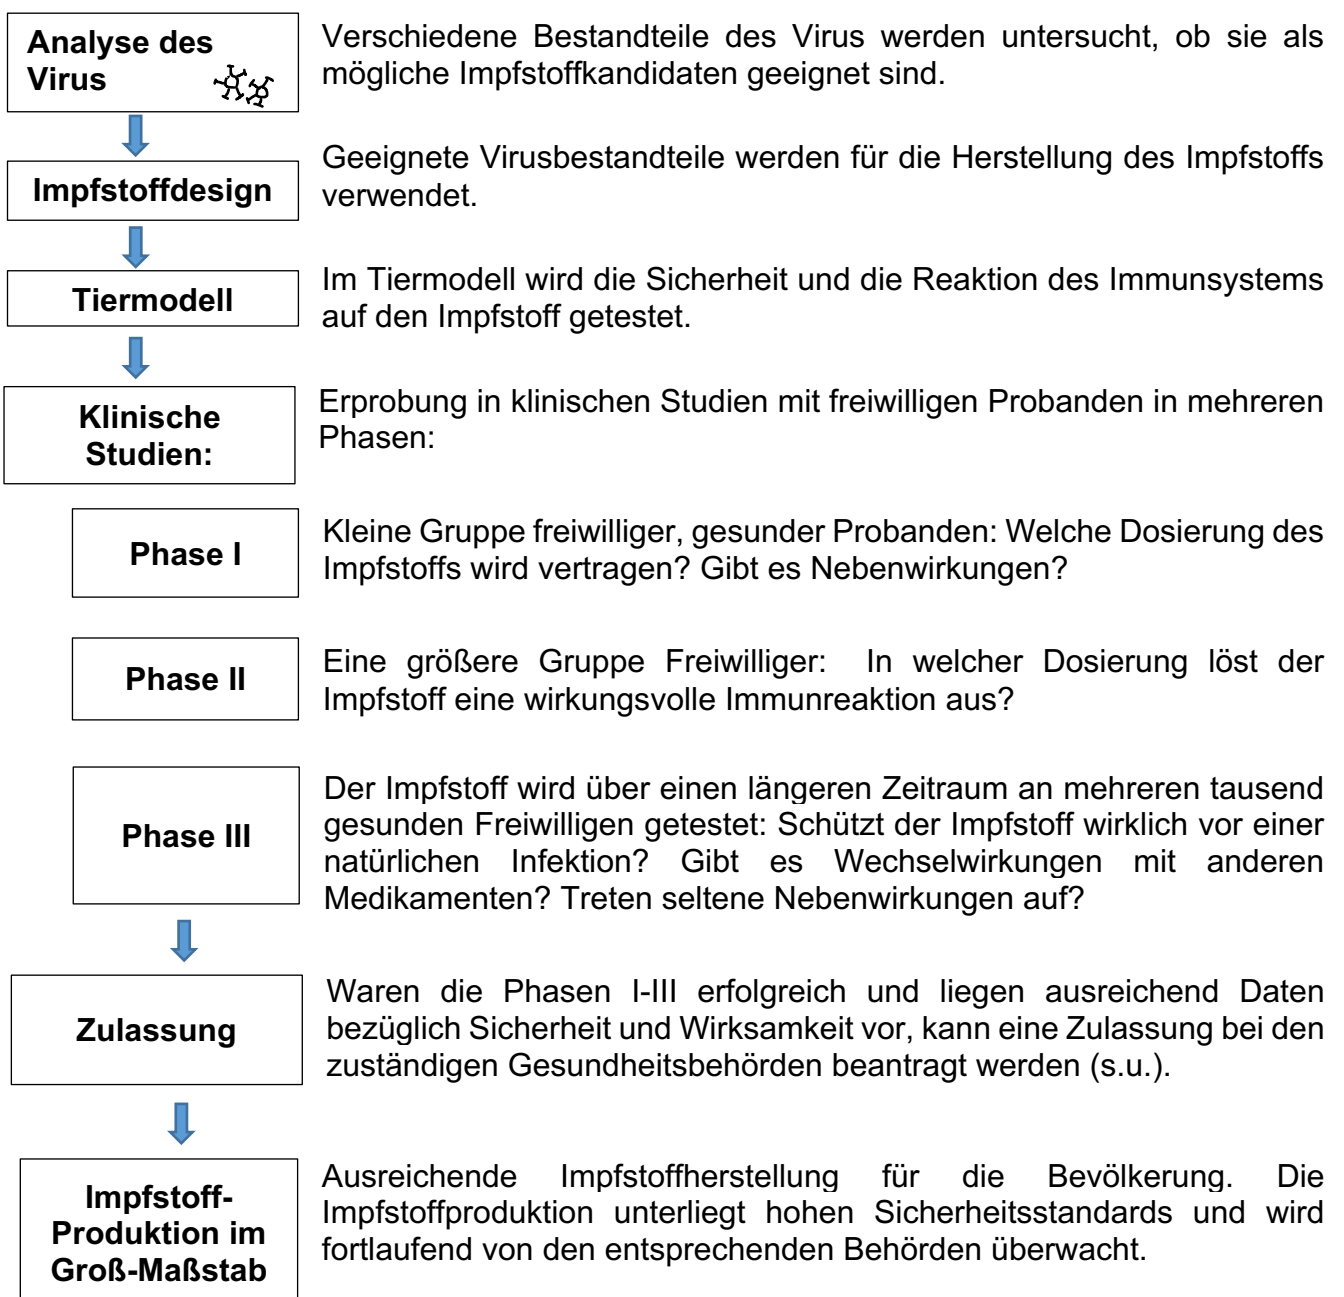 Analyse des
Virus
Verschiedene Bestandteile des Virus werden untersucht, ob sie als
mögliche Impfstoffkandidaten geeignet sind.
Impfstoffdesign
Geeignete Virusbestandteile werden für die Herstellung des Impfstoffs
verwendet.
Tiermodell
Im Tiermodell wird die Sicherheit und die Reaktion des Immunsystems
auf den Impfstoff getestet.
Klinische
Studien:
Erprobung in klinischen Studien mit freiwilligen Probanden in mehreren
Phasen:
Phase I
Kleine Gruppe freiwilliger, gesunder Probanden: Welche Dosierung des
Impfstoffs wird vertragen? Gibt es Nebenwirkungen?
Phase II
Eine größere Gruppe Freiwilliger: In welcher Dosierung löst der
Impfstoff eine wirkungsvolle Immunreaktion aus?
Phase III
Der Impfstoff wird über einen längeren Zeitraum an mehreren tausend
gesunden Freiwilligen getestet: Schützt der Impfstoff wirklich vor einer
natürlichen Infektion? Gibt es Wechselwirkungen mit anderen
Medikamenten? Treten seltene Nebenwirkungen auf?
Zulassung
Waren die Phasen I-III erfolgreich und liegen ausreichend Daten
bezüglich Sicherheit und Wirksamkeit vor, kann eine Zulassung bei den
zuständigen Gesundheitsbehörden beantragt werden (s.u.).
Impfstoff-
Produktion im
Groß-Maßstab
Ausreichende Impfstoffherstellung für die Bevölkerung. Die
Impfstoffproduktion unterliegt hohen Sicherheitsstandards und wird
fortlaufend von den entsprechenden Behörden überwacht.